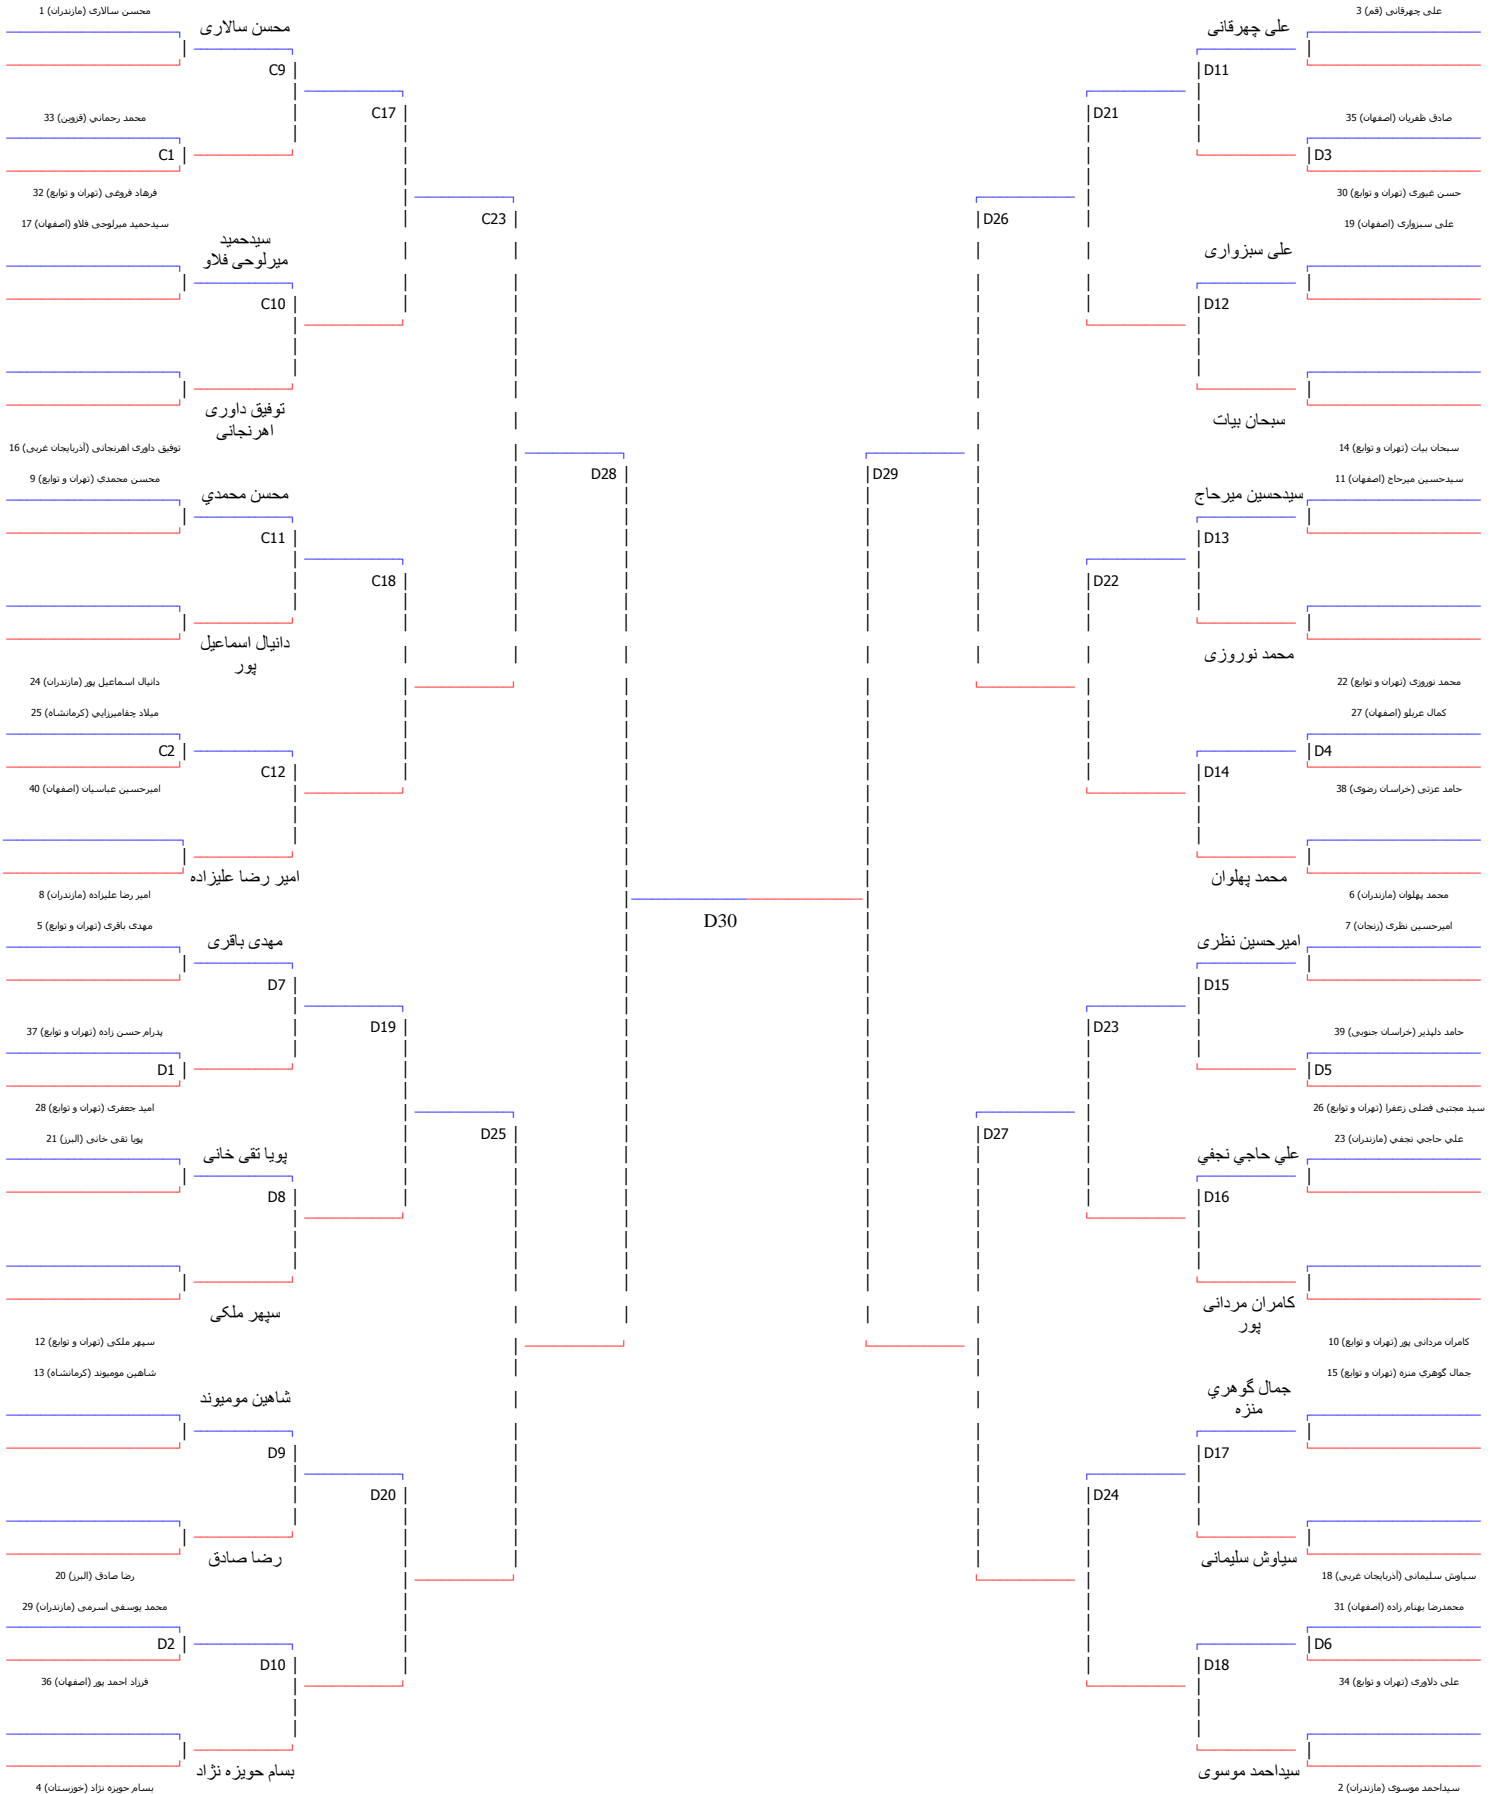 محسن سالاری (مازندران) 1
محسن سالاری
C9
C17
محمد رحماني (قزوین) 33
C1
فرهاد فروغی (تهران و توابع) 32
C23
سیدحمید میرلوحی فلاو (اصفهان) 17
سیدحمید
میرلوحی فلاو
C10
توفیق داوری
اهرنجانی
توفیق داوری اهرنجانی (آذربایجان غربی) 16
D28
محسن محمدي (تهران و توابع) 9
محسن محمدي
C11
C18
دانیال اسماعیل
پور
دانیال اسماعیل پور (مازندران) 24
میلاد چقامیرزایي (کرمانشاه) 25
C2
C12
امیرحسین عباسیان (اصفهان) 40
امیر رضا علیزاده
امیر رضا علیزاده (مازندران) 8
D30
مهدی باقری (تهران و توابع) 5
مهدی باقری
D7
D19
پدرام حسن زاده (تهران و توابع) 37
D1
امید جعفری (تهران و توابع) 28
D25
پویا تقی خانی (البرز) 21
پویا تقی خانی
D8
سپهر ملکی
سپهر ملکی (تهران و توابع) 12
شاهین مومیوند (کرمانشاه) 13
شاهین مومیوند
D9
D20
رضا صادق
رضا صادق (البرز) 20
محمد یوسفی اسرمی (مازندران) 29
D2
D10
فرزاد احمد پور (اصفهان) 36
بسام حویزه نژاد
بسام حویزه نژاد (خوزستان) 4
علی چهرقانی (قم) 3
علی چهرقانی
D11
D21
صادق ظفریان (اصفهان) 35
D3
حسن غیوری (تهران و توابع) 30
D26
علی سبزواری (اصفهان) 19
علی سبزواری
D12
سبحان بیات
سبحان بیات (تهران و توابع) 14
D29
سیدحسین میرحاج (اصفهان) 11
سیدحسین میرحاج
D13
D22
محمد نوروزی
محمد نوروزی (تهران و توابع) 22
کمال عربلو (اصفهان) 27
D4
D14
حامد عزتی (خراسان رضوی) 38
محمد پهلوان
محمد پهلوان (مازندران) 6
امیرحسین نظری (زنجان) 7
امیرحسین نظری
D15
D23
حامد دلپذیر (خراسان جنوبی) 39
D5
سید مجتبی فضلی زعفرا (تهران و توابع) 26
D27
علي حاجي نجفي (مازندران) 23
علي حاجي نجفي
D16
کامران مردانی
پور
کامران مردانی پور (تهران و توابع) 10
جمال گوهري منزه (تهران و توابع) 15
جمال گوهري
منزه
D17
D24
سیاوش سلیمانی
سیاوش سلیمانی (آذربایجان غربی) 18
محمدرضا بهنام زاده (اصفهان) 31
D6
D18
علی دلاوری (تهران و توابع) 34
سیداحمد موسوی
سیداحمد موسوی (مازندران) 2